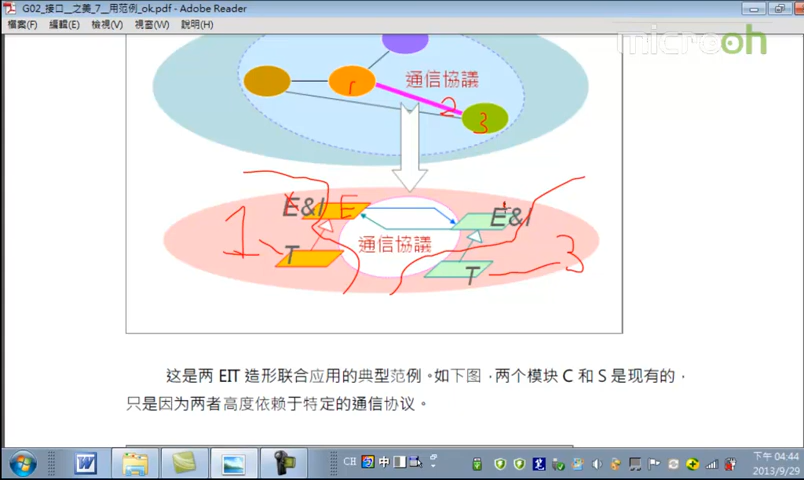 G02_接口__之美_7__用范例_ok.pdf - Adobe Reader
檔案(F) 編輯(E) 檢視(V) 視窗(W) 說明(H)
microoh
通信協議
r
2
3
E&I E
E&I
1
通信協議
T
T
3
这是两 EIT 造形联合应用的典型范例。如下图，两个模块 C 和 S 是现有的，
只是因为两者高度依赖于特定的通信协议。
CH 中
下午 04:44
2013/9/29